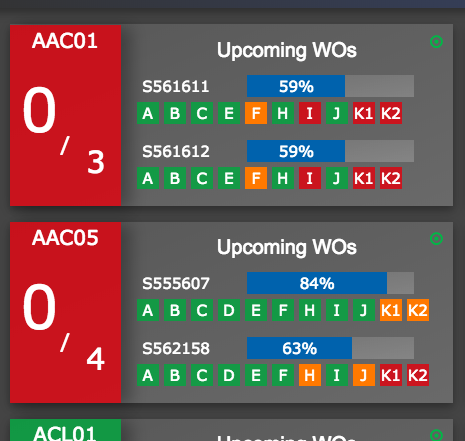 AAC01
Upcoming WOs
0 / 3
S561611 59%
A B C E F H I J K1 K2
S561612 59%
A B C E F H I J K1 K2
AAC05
Upcoming WOs
0 / 4
S555607 84%
A B C D E F H I J K1 K2
S562158 63%
A B C D E F H I J K1 K2
ACL01
Upcoming WOs